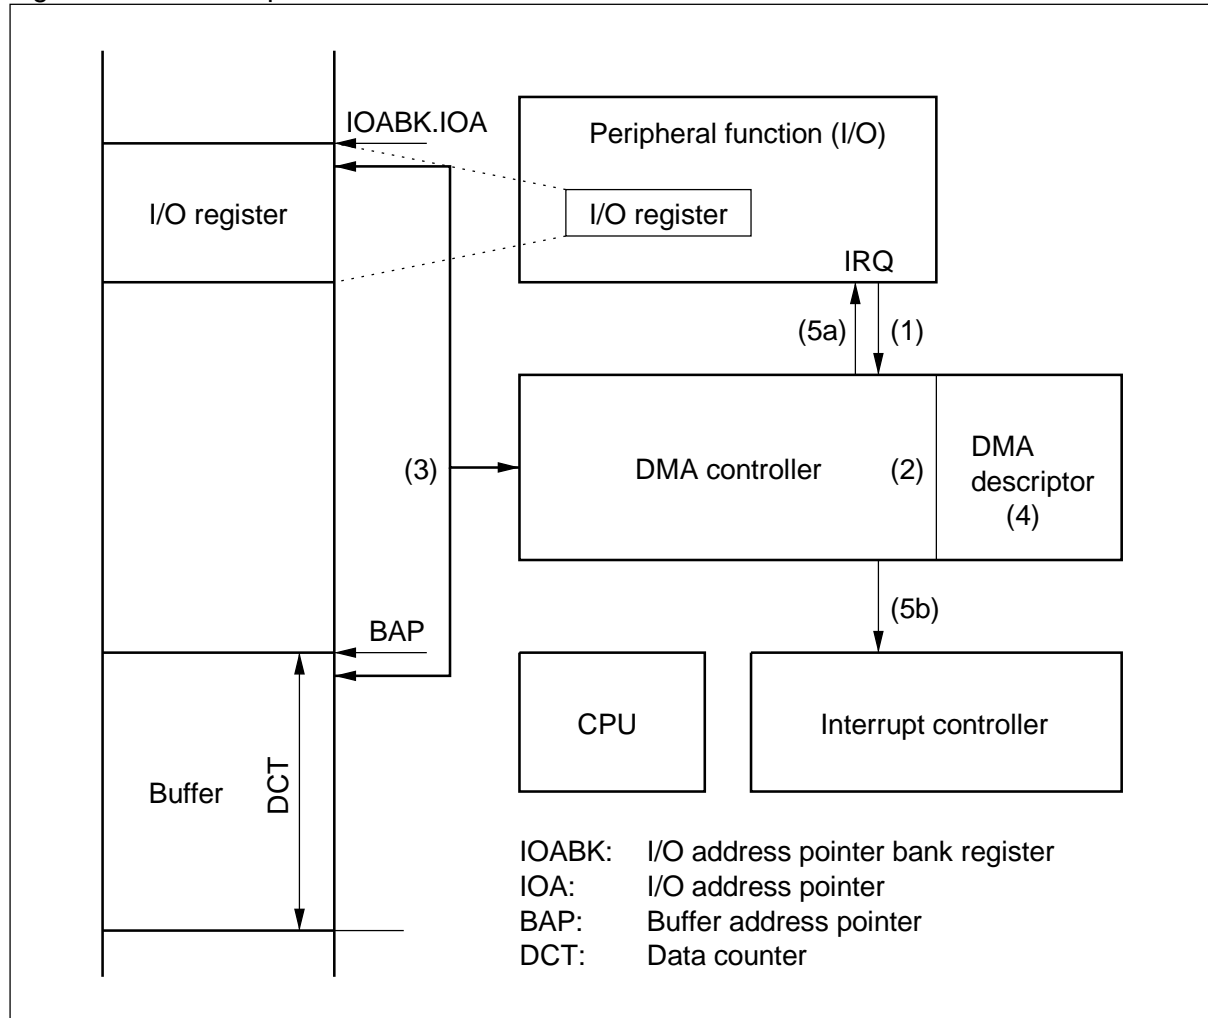 IOABK.IOA
Peripheral function (I/O)
I/O register
I/O register
IRQ
(5a)
(1)
(3)
DMA controller
(2)
DMA
descriptor
(4)
(5b)
BAP
CPU
Interrupt controller
Buffer
DCT
IOABK: I/O address pointer bank register
IOA: I/O address pointer
BAP: Buffer address pointer
DCT: Data counter